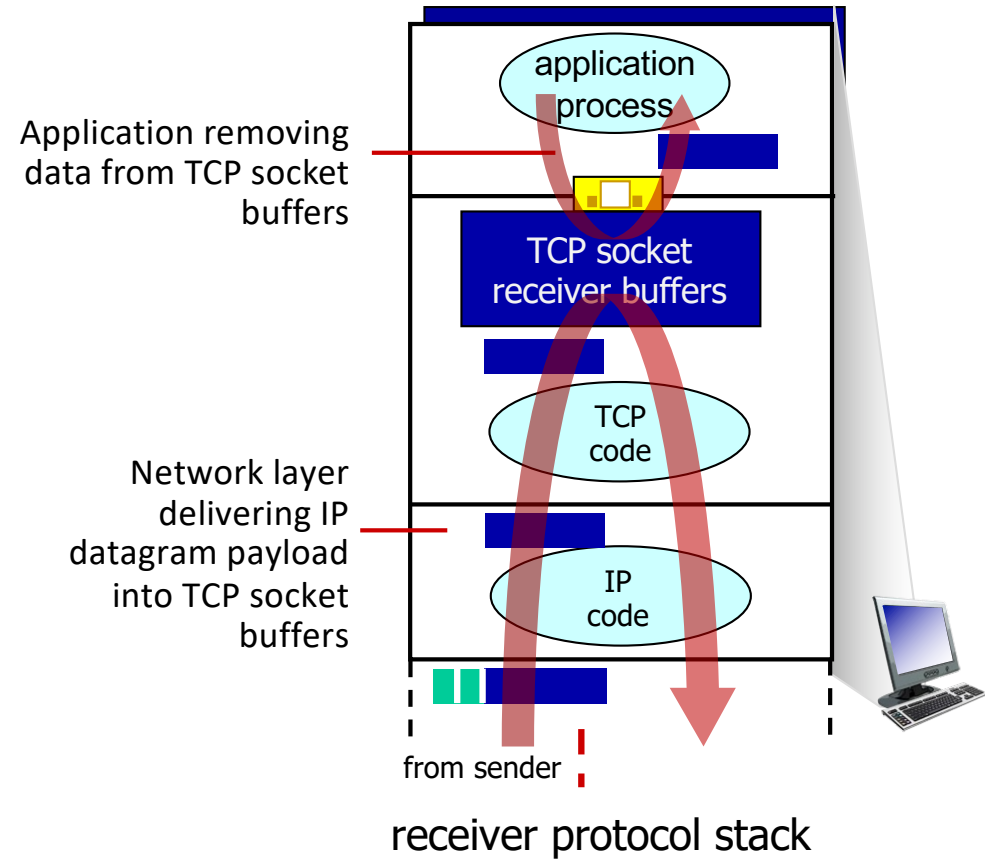 application
process
Application removing
data from TCP socket
buffers
TCP socket
receiver buffers
TCP
code
Network layer
delivering IP
datagram payload
into TCP socket
buffers
IP
code
from sender
receiver protocol stack